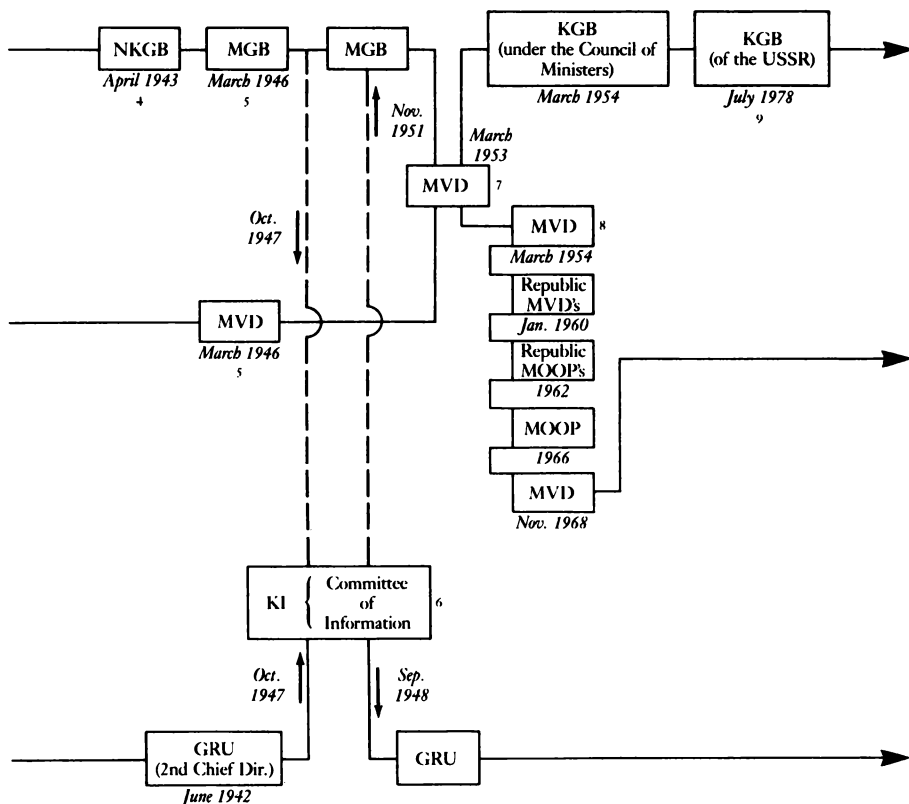 NKGB
April 1943
4
MGB
March 1946
5
MGB
Nov.
1951
Oct.
1947
March
1953
MVD
7
KGB
(under the Council of
Ministers)
March 1954
KGB
(of the USSR)
July 1978
9
MVD
8
March 1954
Republic
MVD's
Jan. 1960
Republic
MOOP's
1962
MOOP
1966
MVD
Nov. 1968
MVD
March 1946
5
KI
Committee
of
Information
6
Oct.
1947
Sep.
1948
GRU
(2nd Chief Dir.)
June 1942
GRU